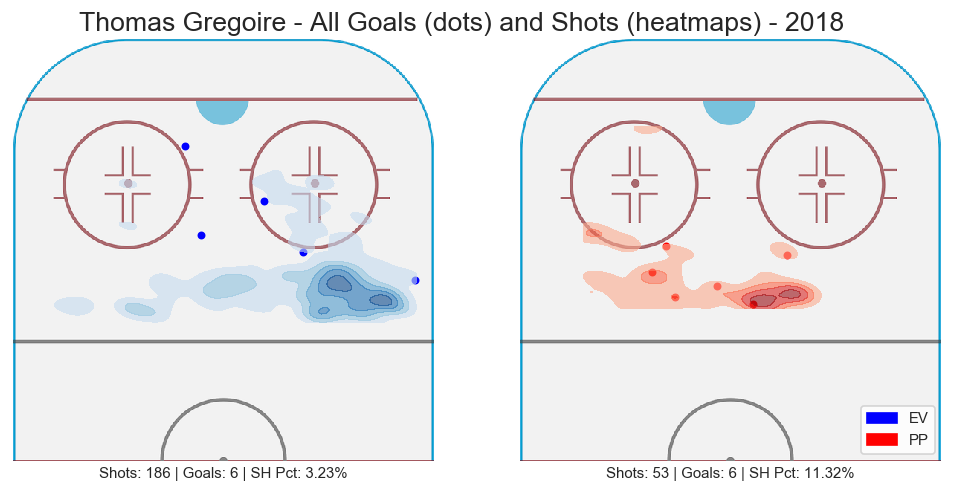 Thomas Gregoire - All Goals (dots) and Shots (heatmaps) - 2018
EV
PP
Shots: 186 | Goals: 6 | SH Pct: 3.23%
Shots: 53 | Goals: 6 | SH Pct: 11.32%